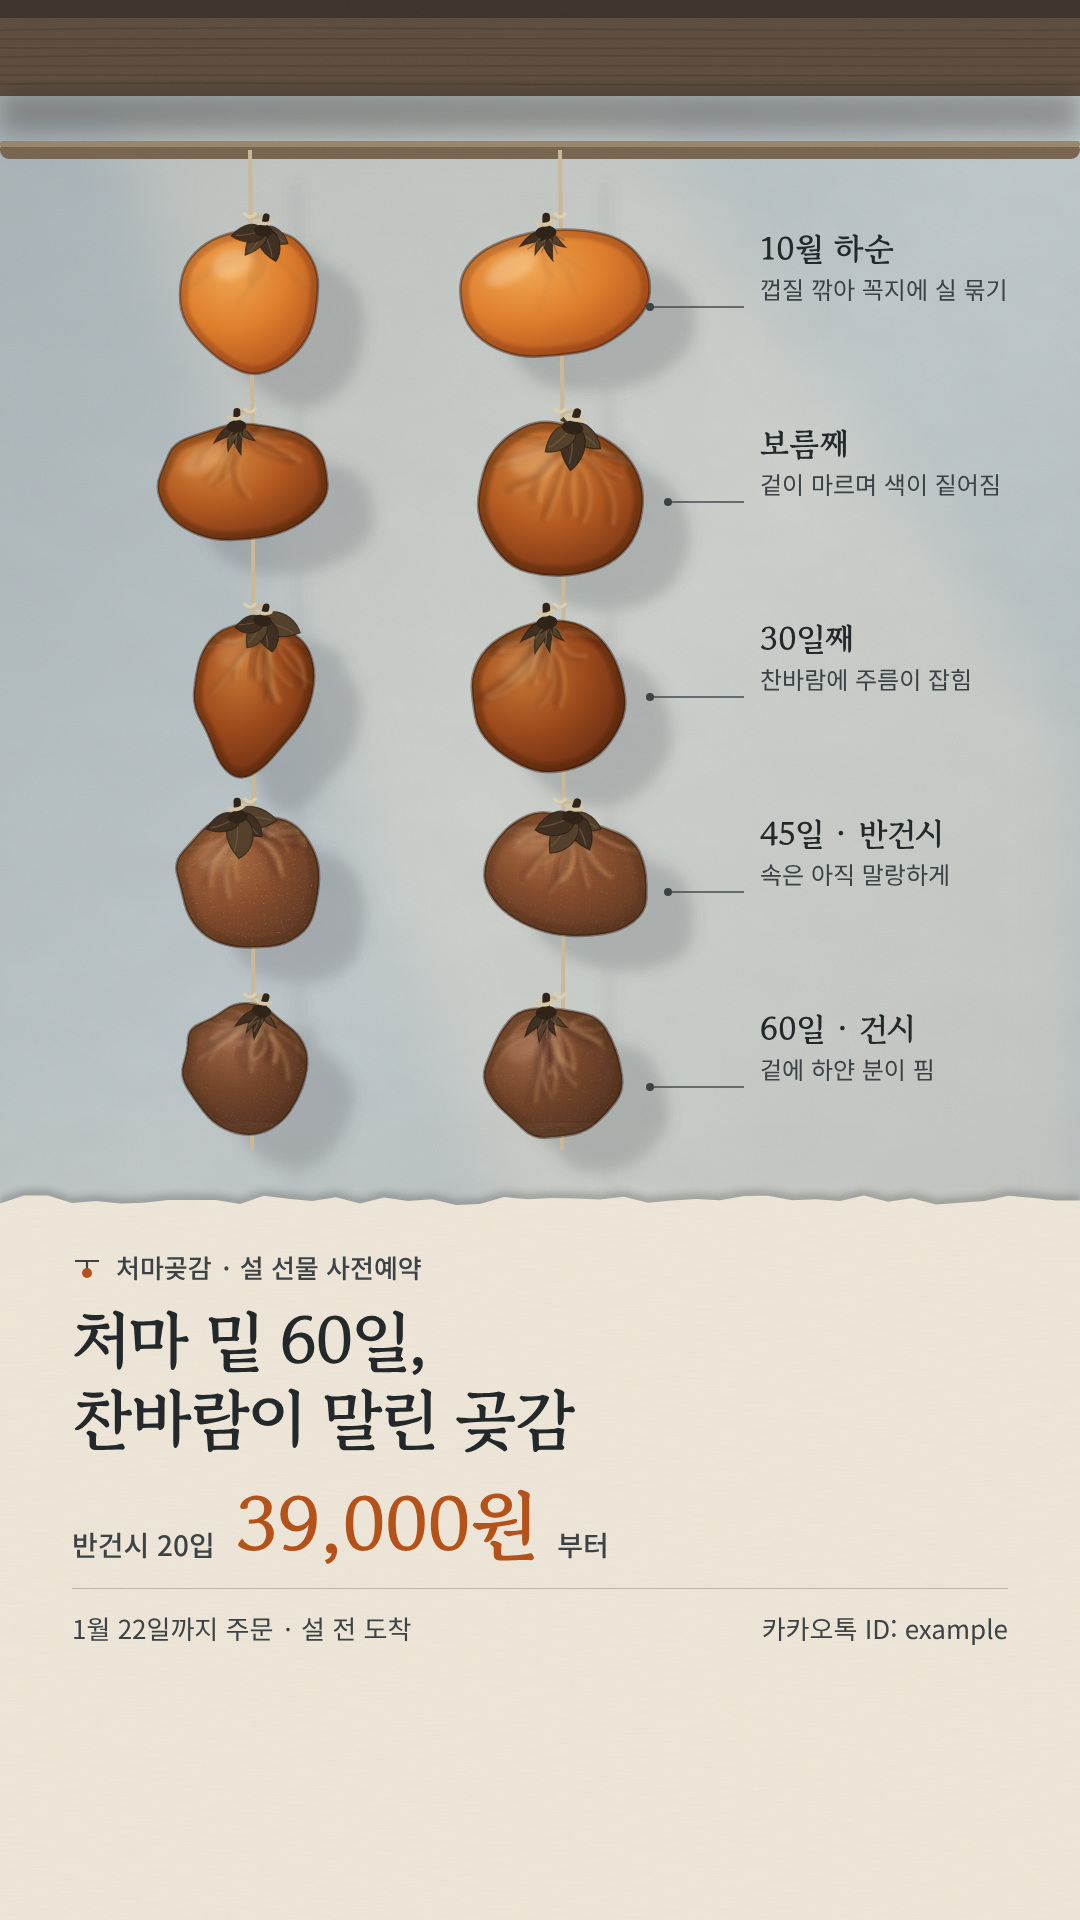 10월 하순
껍질 깎아 꼭지에 실 묶기
보름째
겉이 마르며 색이 짙어짐
30일째
찬바람에 주름이 잡힘
45일 · 반건시
속은 아직 말랑하게
60일 · 건시
겉에 하얀 분이 핌
처마곶감 · 설 선물 사전예약
처마 밑 60일,
찬바람이 말린 곶감
반건시 20입 39,000원 부터
1월 22일까지 주문 · 설 전 도착
카카오톡 ID: example